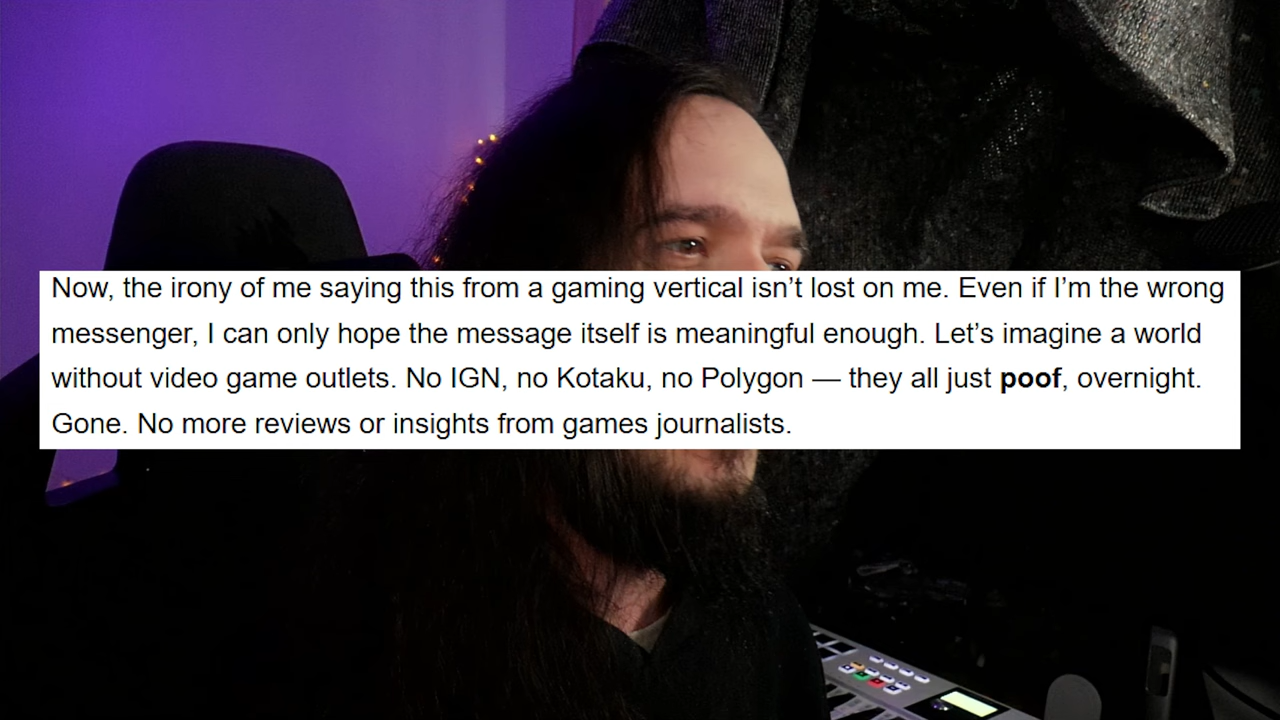 Now, the irony of me saying this from a gaming vertical isn’t lost on me. Even if I’m the wrong
messenger, I can only hope the message itself is meaningful enough. Let’s imagine a world
without video game outlets. No IGN, no Kotaku, no Polygon — they all just poof, overnight.
Gone. No more reviews or insights from games journalists.